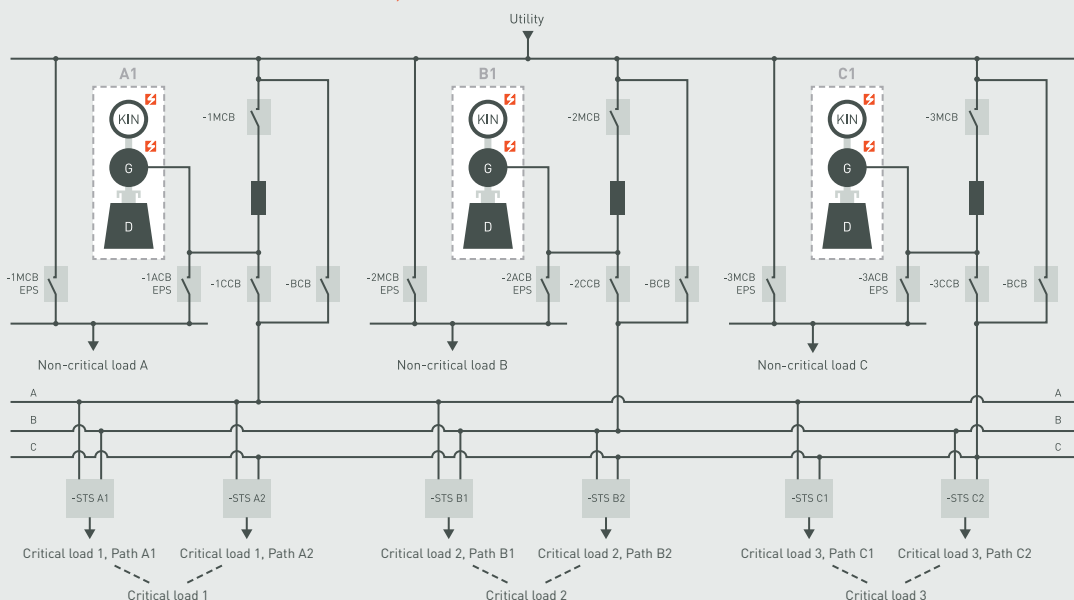 Utility
A1
B1
C1
KIN
KIN
KIN
-1MCB
-2MCB
-3MCB
G
G
G
D
D
D
-1MCB
EPS
-1ACB
EPS
-1CCB
-BCB
-2MCB
EPS
-2ACB
EPS
-2CCB
-BCB
-3MCB
EPS
-3ACB
EPS
-3CCB
-BCB
Non-critical load A
Non-critical load B
Non-critical load C
A
A
B
B
C
C
-STS A1
-STS A2
-STS B1
-STS B2
-STS C1
-STS C2
Critical load 1, Path A1
Critical load 1, Path A2
Critical load 2, Path B1
Critical load 2, Path B2
Critical load 3, Path C1
Critical load 3, Path C2
Critical load 1
Critical load 2
Critical load 3